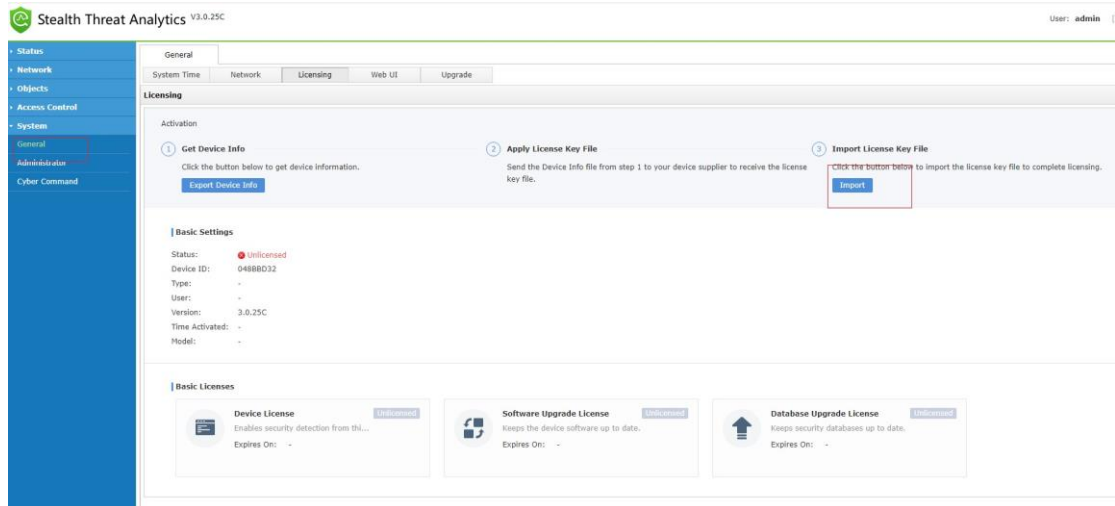 Stealth Threat Analytics V3.0.25C
User: admin
Status
Network
Objects
Access Control
System
General
Administrator
Cyber Command
General
System Time Network Licensing Web UI Upgrade
Licensing
Activation
1 Get Device Info
Click the button below to get device information.
Export Device Info
2 Apply License Key File
Send the Device Info file from step 1 to your device supplier to receive the license
key file.
3 Import License Key File
Click the button below to import the license key file to complete licensing.
Import
Basic Settings
Status: Unlicensed
Device ID: 048BBD32
Type: -
User: -
Version: 3.0.25C
Time Activated: -
Model: -
Basic Licenses
Device License Unlicensed
Enables security detection from thi...
Expires On: -
Software Upgrade License Unlicensed
Keeps the device software up to date.
Expires On: -
Database Upgrade License Unlicensed
Keeps security databases up to date.
Expires On: -